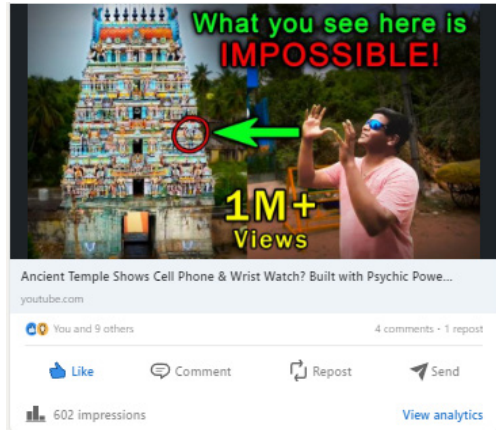 What you see here is
IMPOSSIBLE!
1M+
Views
Ancient Temple Shows Cell Phone & Wrist Watch? Built with Psychic Powe...
youtube.com
You and 9 others 4 comments • 1 repost
Like Comment Repost Send
602 impressions View analytics